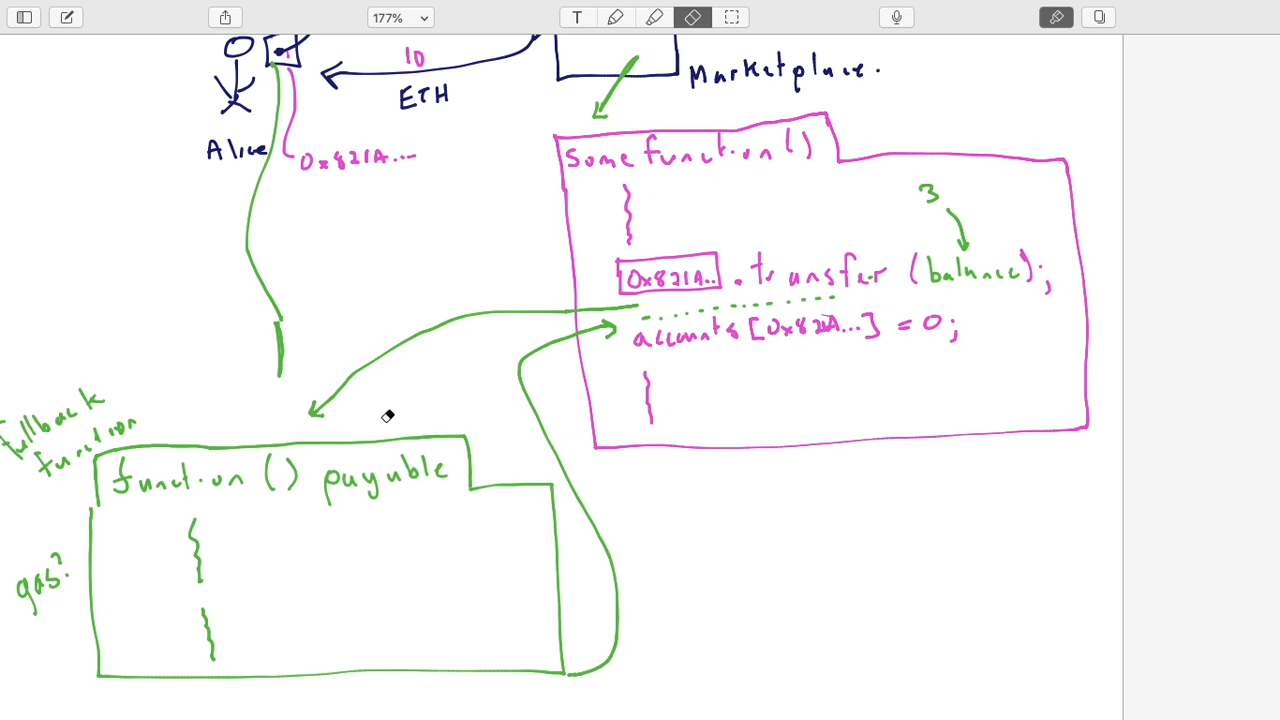 177%
T
10
ETH
Marketplace.
Alice
0x821A...
some function ()
3
0x821A.. .transfer (balance);
accounts [0x821A...] = 0;
fallback
function
function () payable
gas?